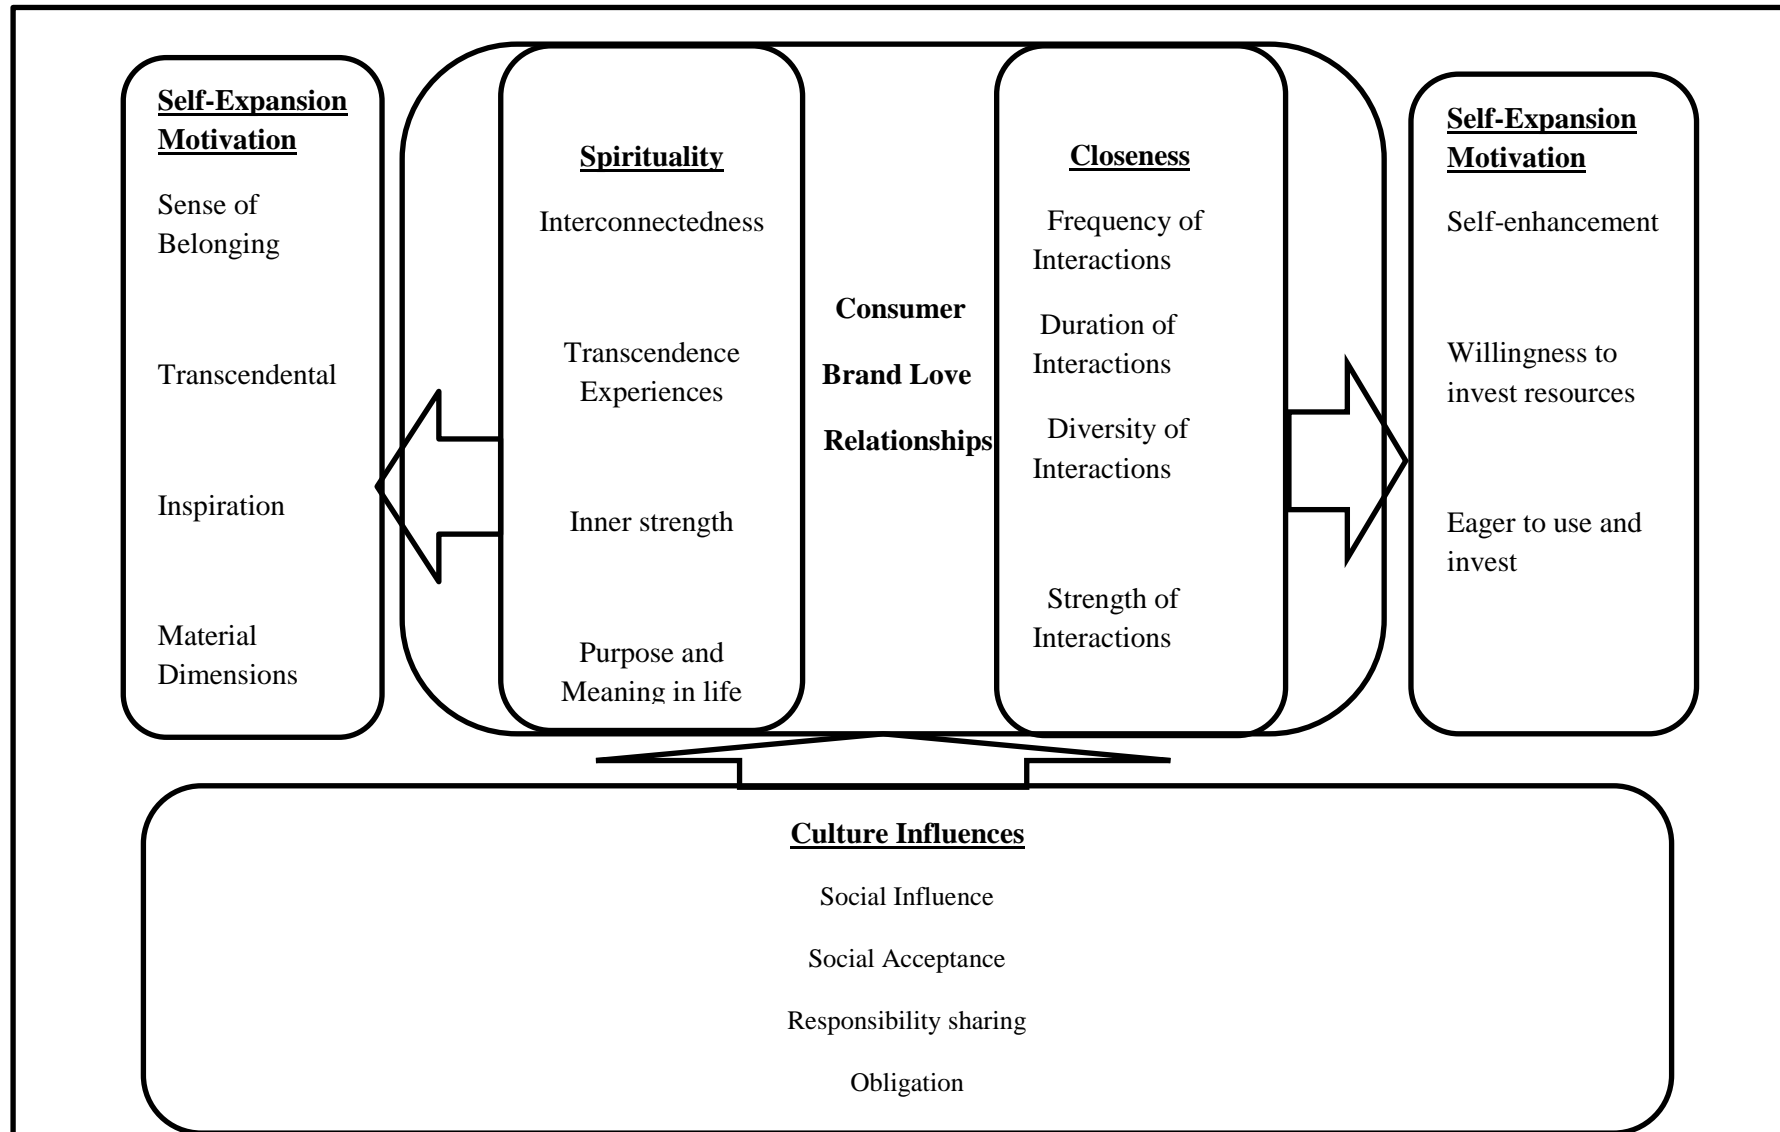 Self-Expansion
Motivation
Sense of
Belonging
Transcendental
Inspiration
Material
Dimensions
Spirituality
Interconnectedness
Transcendence
Experiences
Inner strength
Purpose and
Meaning in life
Consumer
Brand Love
Relationships
Closeness
Frequency of
Interactions
Duration of
Interactions
Diversity of
Interactions
Strength of
Interactions
Self-Expansion
Motivation
Self-enhancement
Willingness to
invest resources
Eager to use and
invest
Culture Influences
Social Influence
Social Acceptance
Responsibility sharing
Obligation